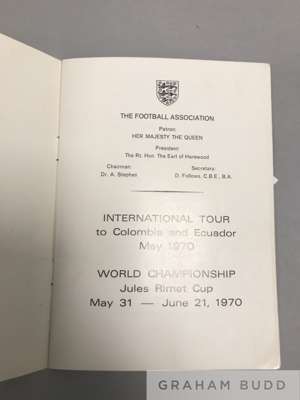 THE FOOTBALL ASSOCIATION
Patron:
HER MAJESTY THE QUEEN
President:
The Rt. Hon. The Earl of Harewood
Chairman:
Dr. A. Stephen
Secretary:
D. Follows, C.B.E., B.A.
INTERNATIONAL TOUR
to Colombia and Ecuador
May 1970
WORLD CHAMPIONSHIP
Jules Rimet Cup
May 31 — June 21, 1970
GRAHAM BUDD